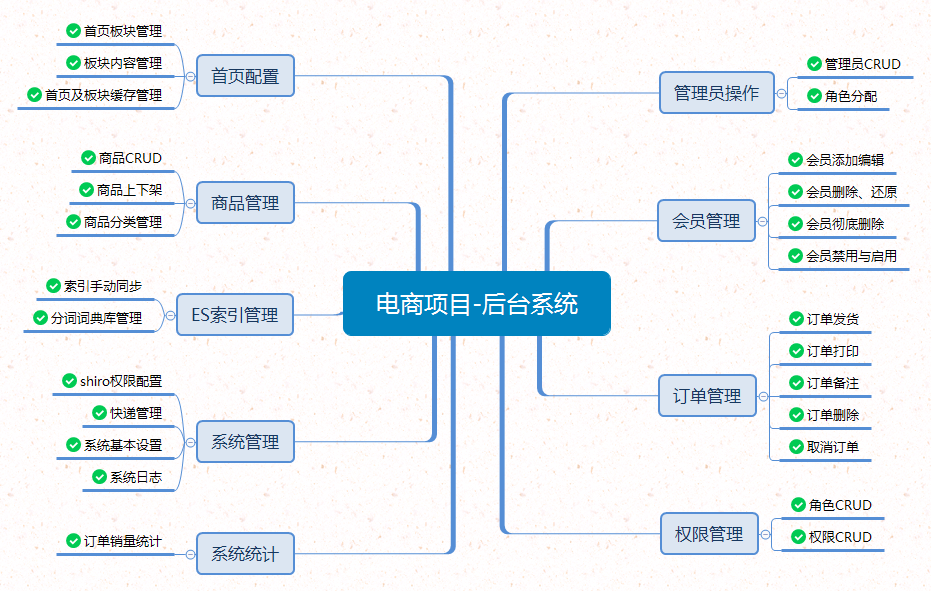 电商项目-后台系统
首页配置
首页板块管理
板块内容管理
首页及板块缓存管理
商品管理
商品CRUD
商品上下架
商品分类管理
ES索引管理
索引手动同步
分词词典库管理
系统管理
shiro权限配置
快递管理
系统基本设置
系统日志
系统统计
订单销量统计
管理员操作
管理员CRUD
角色分配
会员管理
会员添加编辑
会员删除、还原
会员彻底删除
会员禁用与启用
订单管理
订单发货
订单打印
订单备注
订单删除
取消订单
权限管理
角色CRUD
权限CRUD